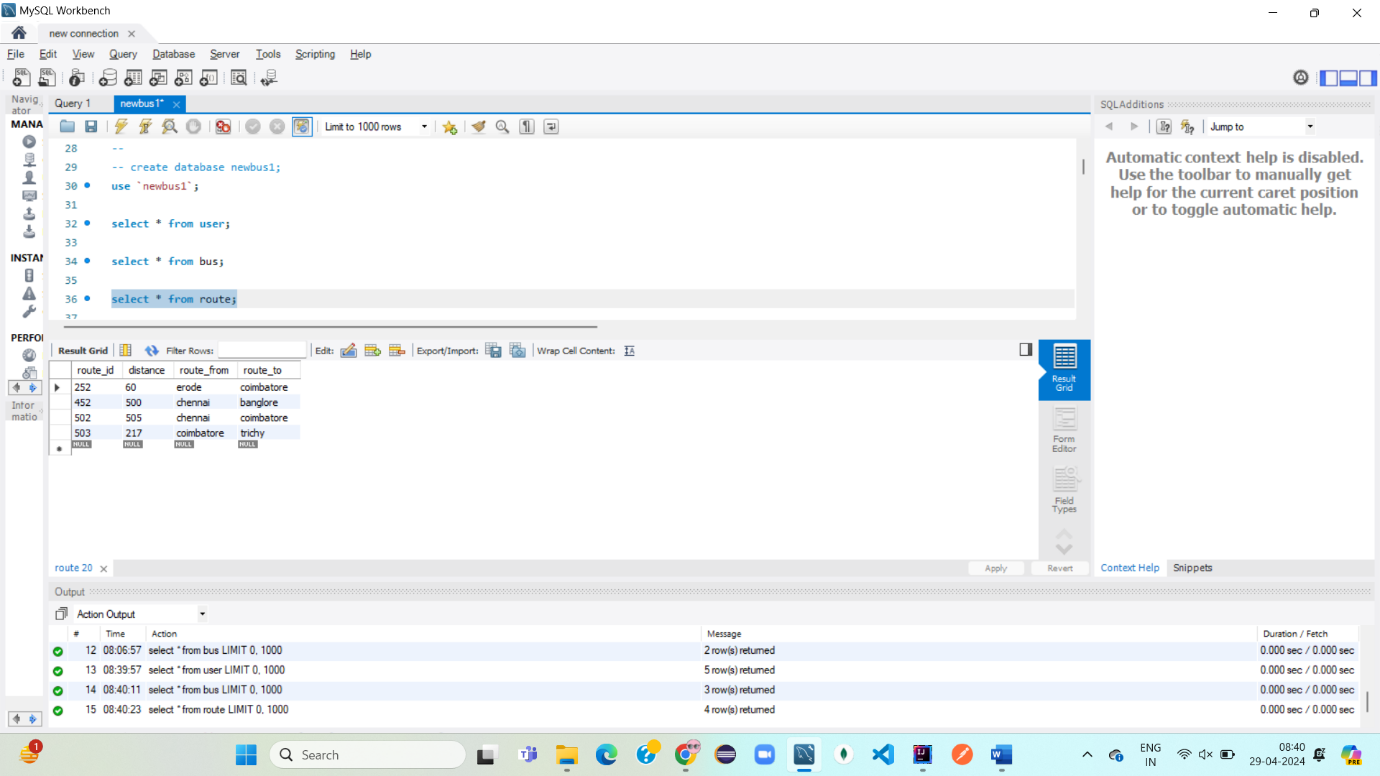 MySQL Workbench
new connection
File Edit View Query Database Server Tools Scripting Help
Navig
ator
MANA
INSTAN
PERFO
Infor
matio
Query 1 newbus1*
Limit to 1000 rows
28 --
29 -- create database newbus1;
30 use `newbus1`;
31
32 select * from user;
33
34 select * from bus;
35
36 select * from route;
37
Result Grid Filter Rows: Edit: Export/Import: Wrap Cell Content:
route_id distance route_from route_to
252 60 erode coimbatore
452 500 chennai banglore
502 505 chennai coimbatore
503 217 coimbatore trichy
NULL NULL NULL NULL
Result
Grid
Form
Editor
Field
Types
route 20
Apply Revert
SQLAdditions
Jump to
Automatic context help is disabled.
Use the toolbar to manually get
help for the current caret position
or to toggle automatic help.
Context Help Snippets
Output
Action Output
# Time Action Message Duration / Fetch
12 08:06:57 select * from bus LIMIT 0, 1000 2 row(s) returned 0.000 sec / 0.000 sec
13 08:39:57 select * from user LIMIT 0, 1000 5 row(s) returned 0.000 sec / 0.000 sec
14 08:40:11 select * from bus LIMIT 0, 1000 3 row(s) returned 0.000 sec / 0.000 sec
15 08:40:23 select * from route LIMIT 0, 1000 4 row(s) returned 0.000 sec / 0.000 sec
1
Search
ENG
IN
08:40
29-04-2024
PRE